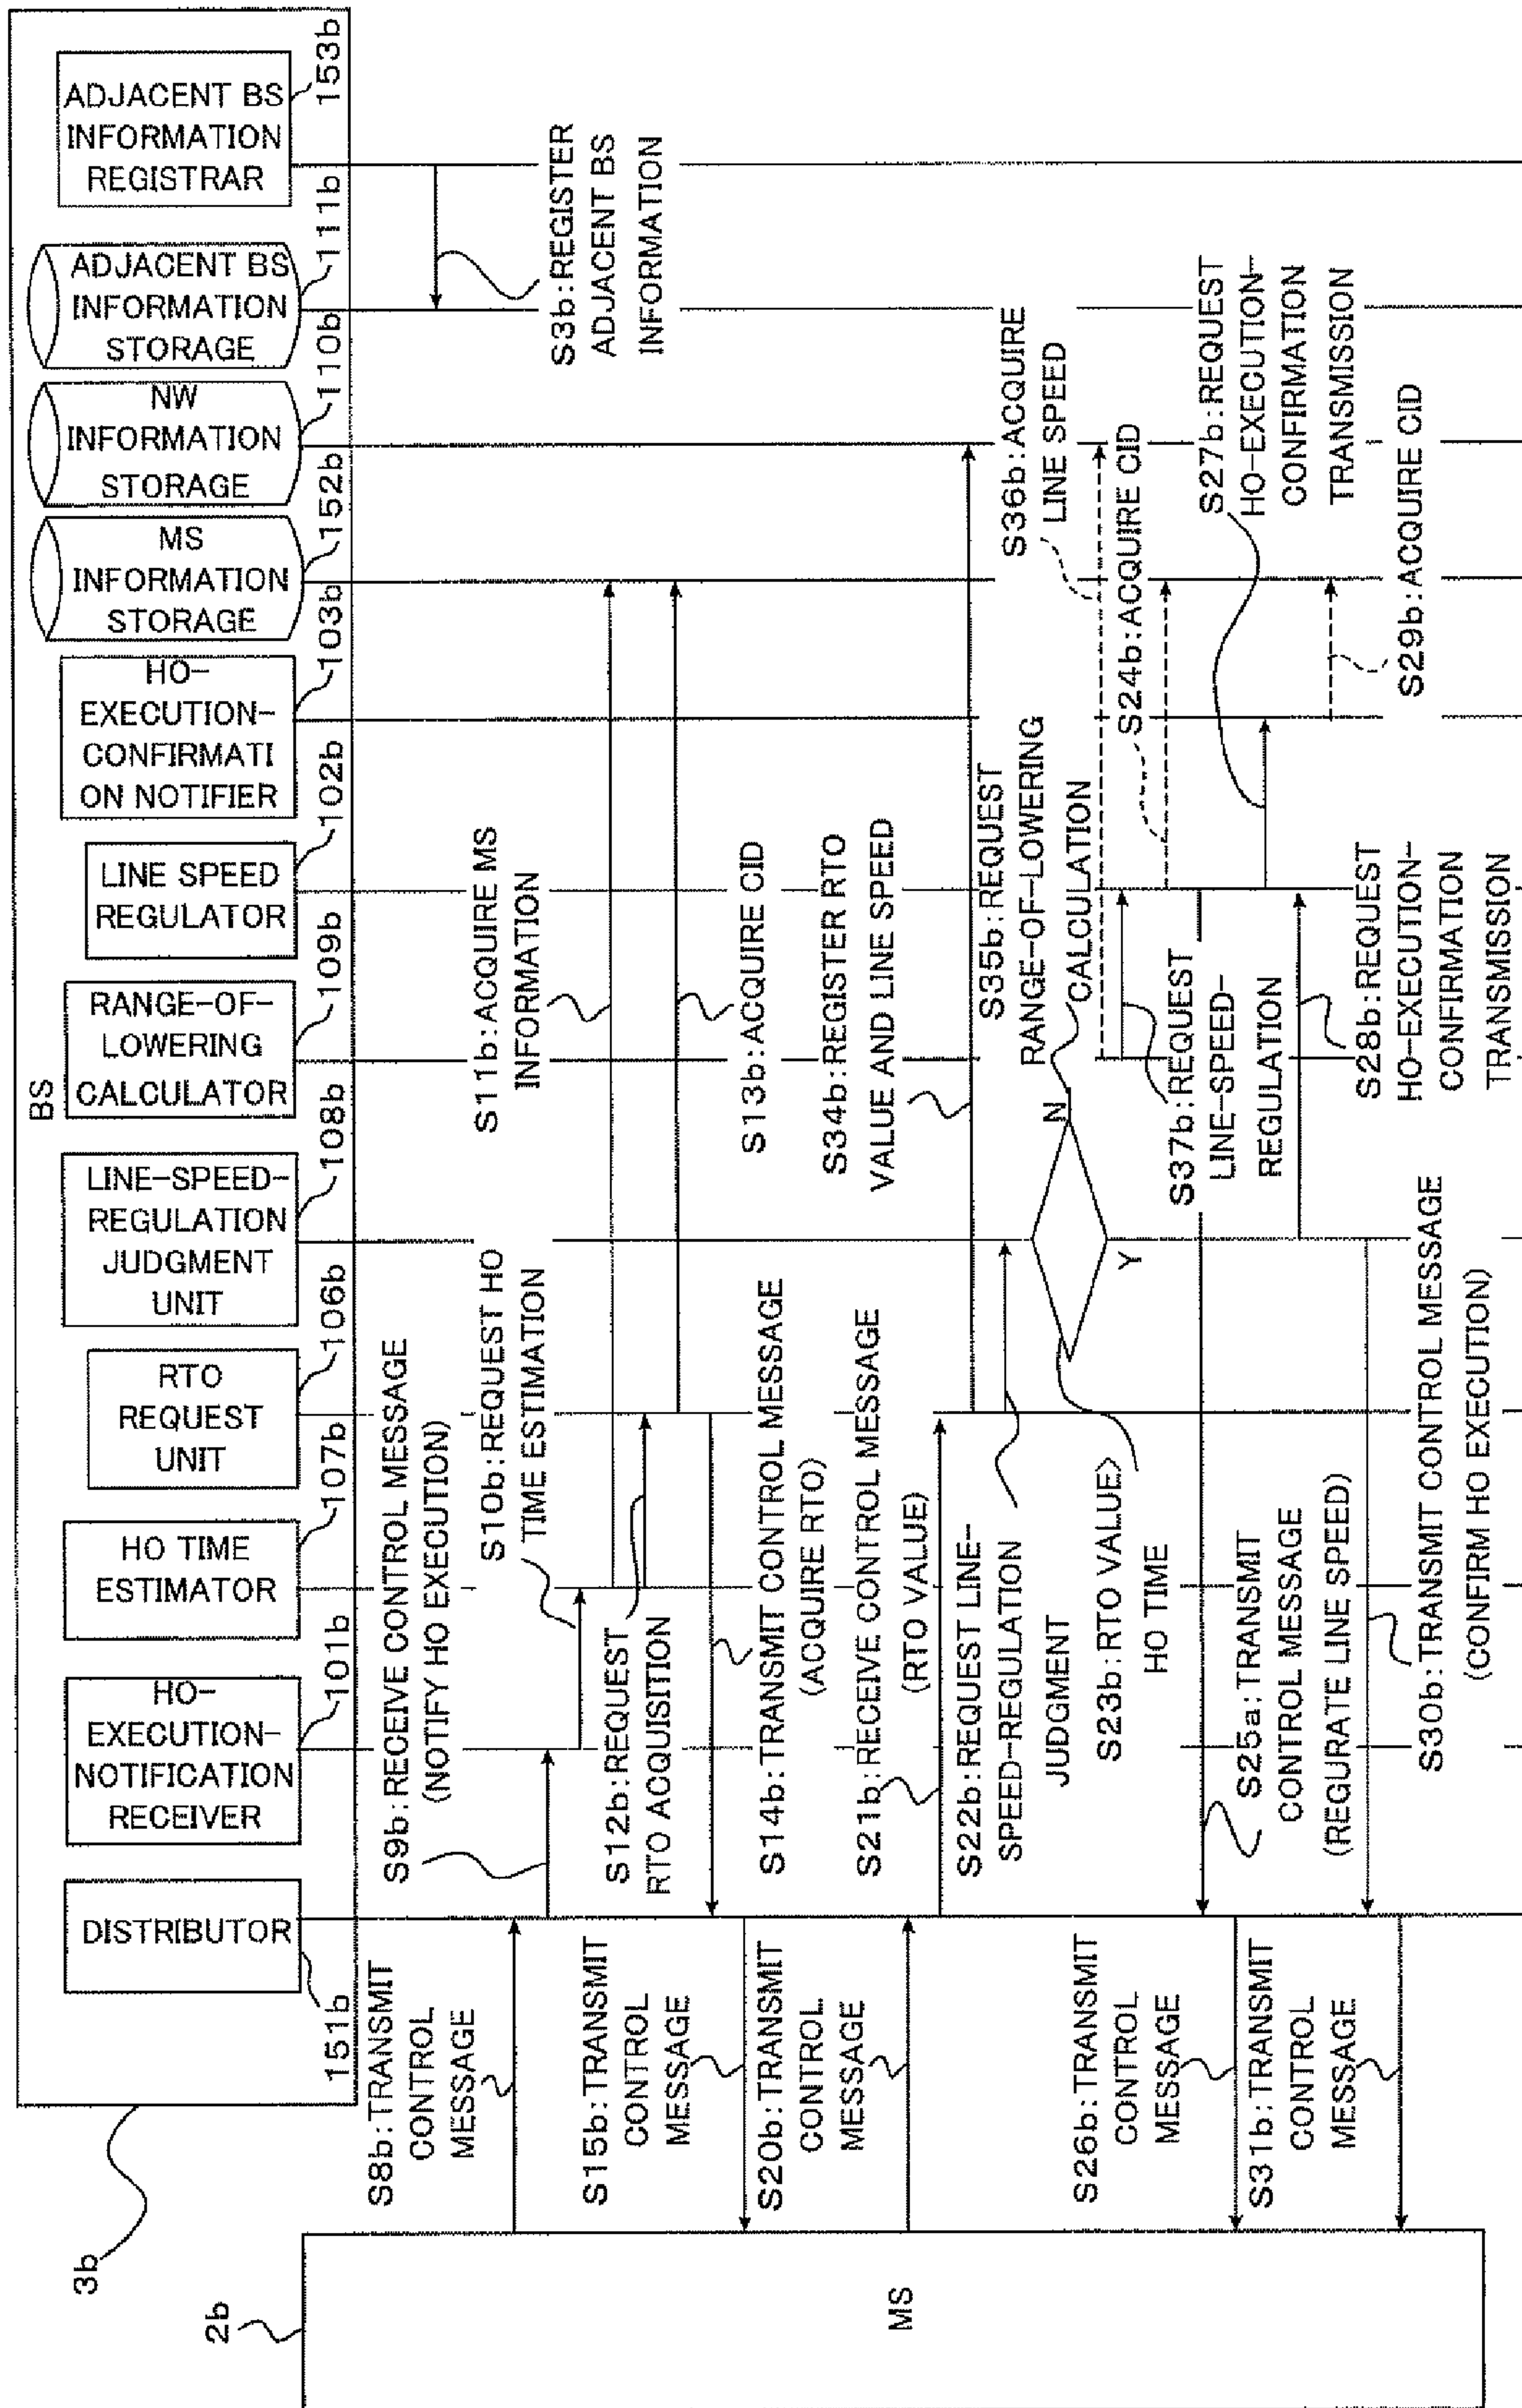 3b
BS
DISTRIBUTOR
151b
HO-
EXECUTION-
NOTIFICATION
RECEIVER
101b
HO TIME
ESTIMATOR
107b
RTO
REQUEST
UNIT
106b
LINE-SPEED-
REGULATION
JUDGMENT
UNIT
108b
RANGE-OF-
LOWERING
CALCULATOR
109b
LINE SPEED
REGULATOR
102b
HO-
EXECUTION-
CONFIRMATI
ON NOTIFIER
103b
MS
INFORMATION
STORAGE
152b
NW
INFORMATION
STORAGE
110b
ADJACENT BS
INFORMATION
STORAGE
111b
ADJACENT BS
INFORMATION
REGISTRAR
153b
2b
MS
S3b:REGISTER
ADJACENT BS
INFORMATION
S8b:TRANSMIT
CONTROL
MESSAGE
S9b:RECEIVE CONTROL MESSAGE
(NOTIFY HO EXECUTION)
S10b:REQUEST HO
TIME ESTIMATION
S11b:ACQUIRE MS
INFORMATION
S12b:REQUEST
RTO ACQUISITION
S13b:ACQUIRE CID
S14b:TRANSMIT CONTROL MESSAGE
(ACQUIRE RTO)
S15b:TRANSMIT
CONTROL
MESSAGE
S20b:TRANSMIT
CONTROL
MESSAGE
S21b:RECEIVE CONTROL MESSAGE
(RTO VALUE)
S34b:REGISTER RTO
VALUE AND LINE SPEED
S22b:REQUEST LINE-
SPEED-REGULATION
JUDGMENT
S23b:RTO VALUE>
HO TIME
N
Y
S35b:REQUEST
RANGE-OF-LOWERING
CALCULATION
S36b:ACQUIRE
LINE SPEED
S37b:REQUEST
LINE-SPEED-
REGULATION
S24b:ACQUIRE CID
S25a:TRANSMIT
CONTROL MESSAGE
(REGURATE LINE SPEED)
S26b:TRANSMIT
CONTROL
MESSAGE
S27b:REQUEST
HO-EXECUTION-
CONFIRMATION
TRANSMISSION
S28b:REQUEST
HO-EXECUTION-
CONFIRMATION
TRANSMISSION
S29b:ACQUIRE CID
S30b:TRANSMIT CONTROL MESSAGE
(CONFIRM HO EXECUTION)
S31b:TRANSMIT
CONTROL
MESSAGE